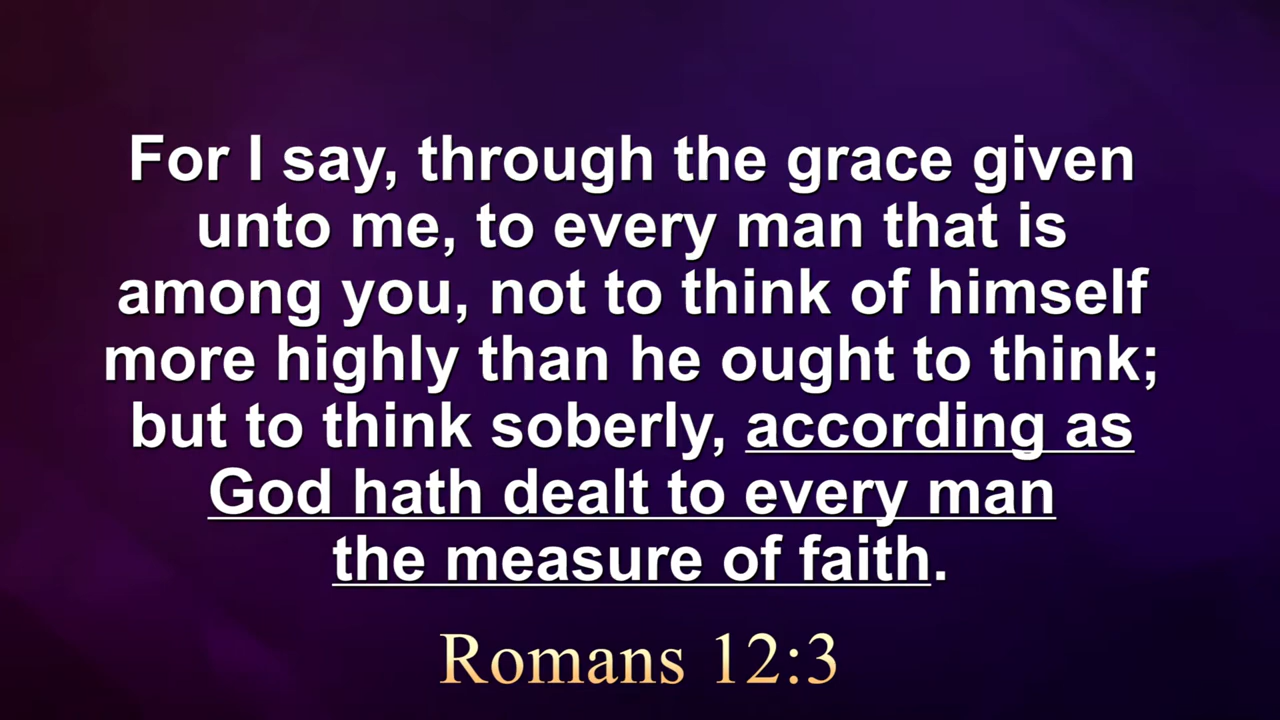 For I say, through the grace given
unto me, to every man that is
among you, not to think of himself
more highly than he ought to think;
but to think soberly, according as
God hath dealt to every man
the measure of faith.
Romans 12:3